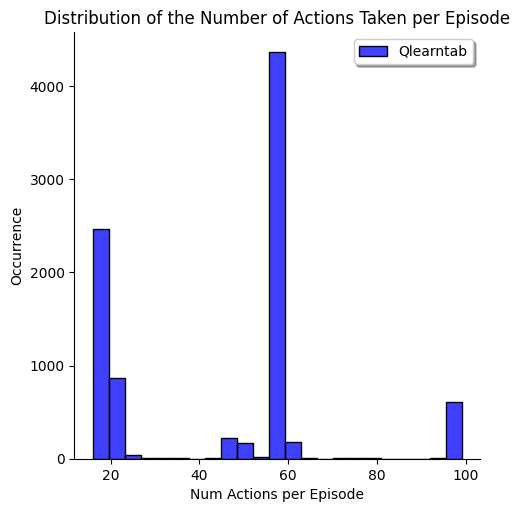 Distribution of the Number of Actions Taken per Episode
Qlearntab
4000
3000
2000
1000
0
Occurrence
20 40 60 80 100
Num Actions per Episode